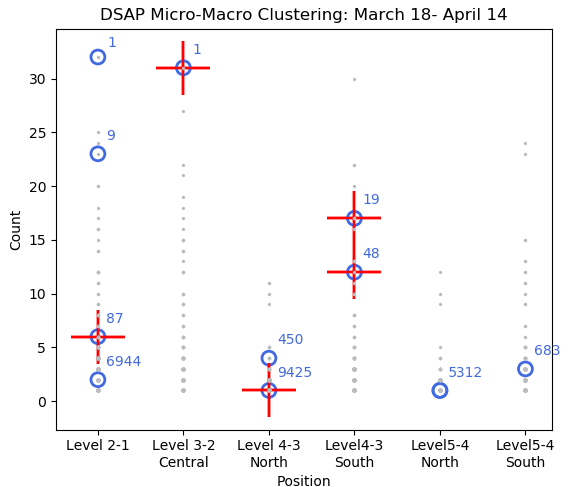 DSAP Micro-Macro Clustering: March 18- April 14
1
1
9
19
48
87
450
6944
9425
5312
683
Count
30
25
20
15
10
5
0
Level 2-1
Level 3-2
Central
Level 4-3
North
Level4-3
South
Level5-4
North
Level5-4
South
Position